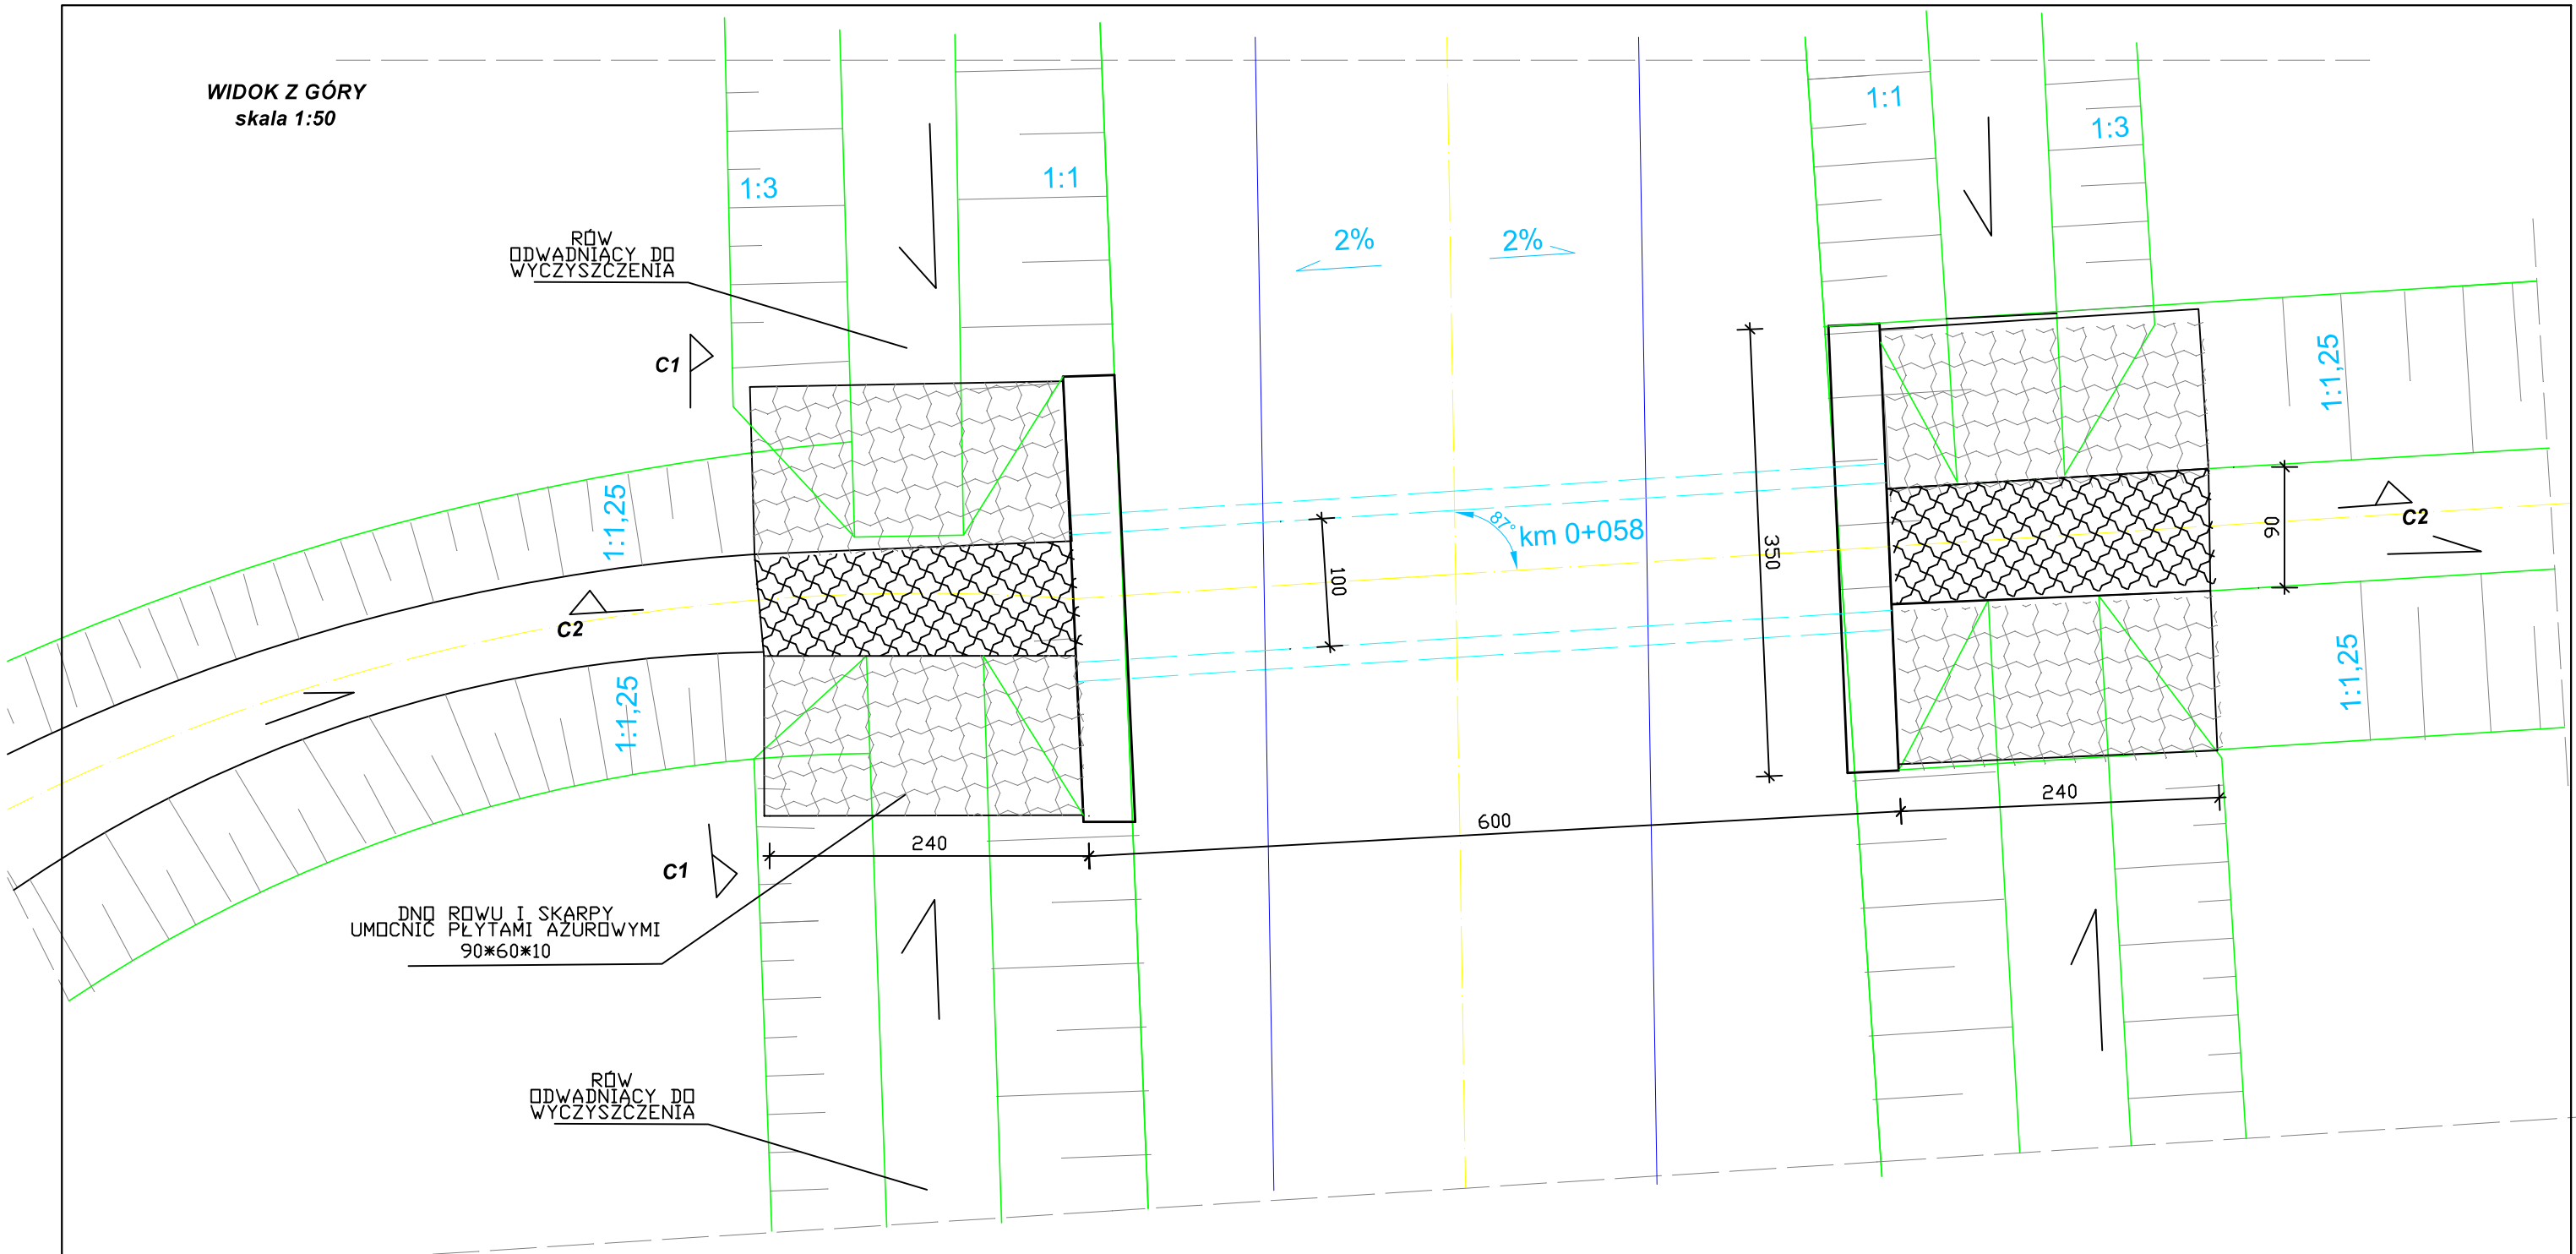 WIDOK Z GÓRY
skala 1:50
1:3
1:1
1:1
1:3
RÓW
ODWADNIĄCY DO
WYCZYSZCZENIA
2%
2%
C1
1:1,25
1:1,25
87°
km 0+058
C2
90
350
100
C2
1:1,25
1:1,25
240
600
240
C1
DNO ROWU I SKARPY
UMOCNIĆ PŁYTAMI AŻUROWYMI
90*60*10
RÓW
ODWADNIĄCY DO
WYCZYSZCZENIA